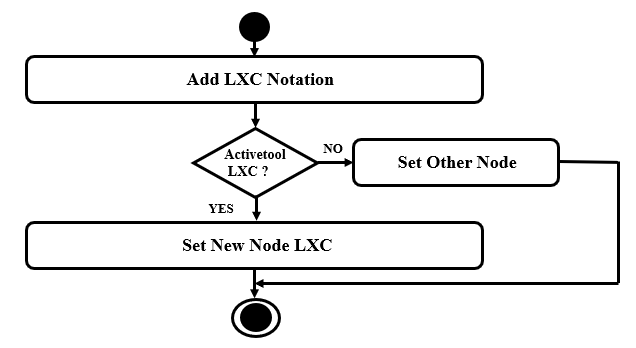 Add LXC Notation
Activetool
LXC ?
NO
Set Other Node
YES
Set New Node LXC